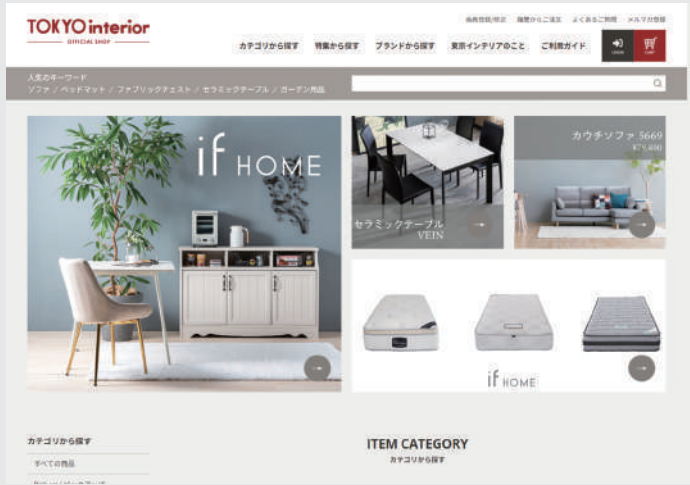 TOKYO interior
OFFICIAL SHOP
会員登録/修正 履歴からご注文 よくあるご質問 メルマガ登録
カテゴリから探す 特集から探す ブランドから探す 東京インテリアのこと ご利用ガイド
LOGIN
CART
人気のキーワード
ソファ / ベッドマット / ファブリックチェスト / セラミックテーブル / ガーデン用品
if HOME
セラミックテーブル
VEIN
カウチソファ 5669
¥79,800
if HOME
カテゴリから探す
すべての商品
ITEM CATEGORY
カテゴリから探す